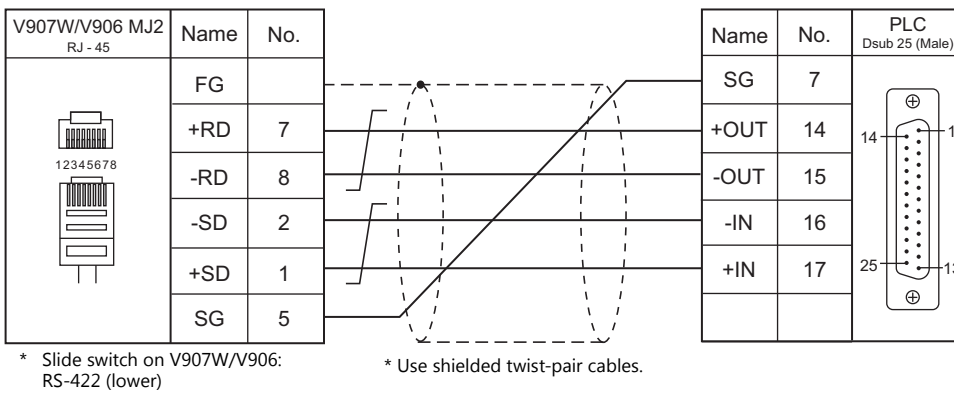 V907W/V906 MJ2
RJ - 45
Name No.
FG
+RD 7
-RD 8
-SD 2
+SD 1
SG 5
12345678
Name No.
SG 7
+OUT 14
-OUT 15
-IN 16
+IN 17
PLC
Dsub 25 (Male)
14 1
25 13
* Slide switch on V907W/V906:
RS-422 (lower)
* Use shielded twist-pair cables.